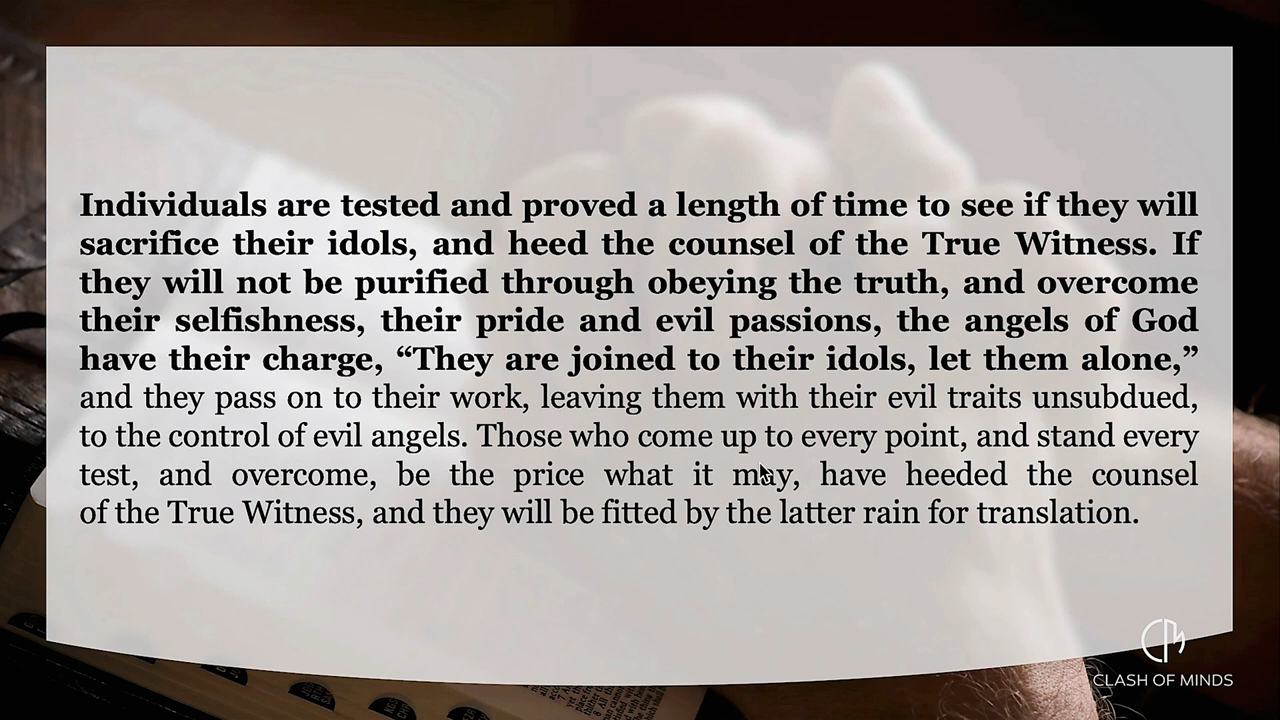 Individuals are tested and proved a length of time to see if they will
sacrifice their idols, and heed the counsel of the True Witness. If
they will not be purified through obeying the truth, and overcome
their selfishness, their pride and evil passions, the angels of God
have their charge, “They are joined to their idols, let them alone,”
and they pass on to their work, leaving them with their evil traits unsubdued,
to the control of evil angels. Those who come up to every point, and stand every
test, and overcome, be the price what it may, have heeded the counsel
of the True Witness, and they will be fitted by the latter rain for translation.
CLASH OF MINDS